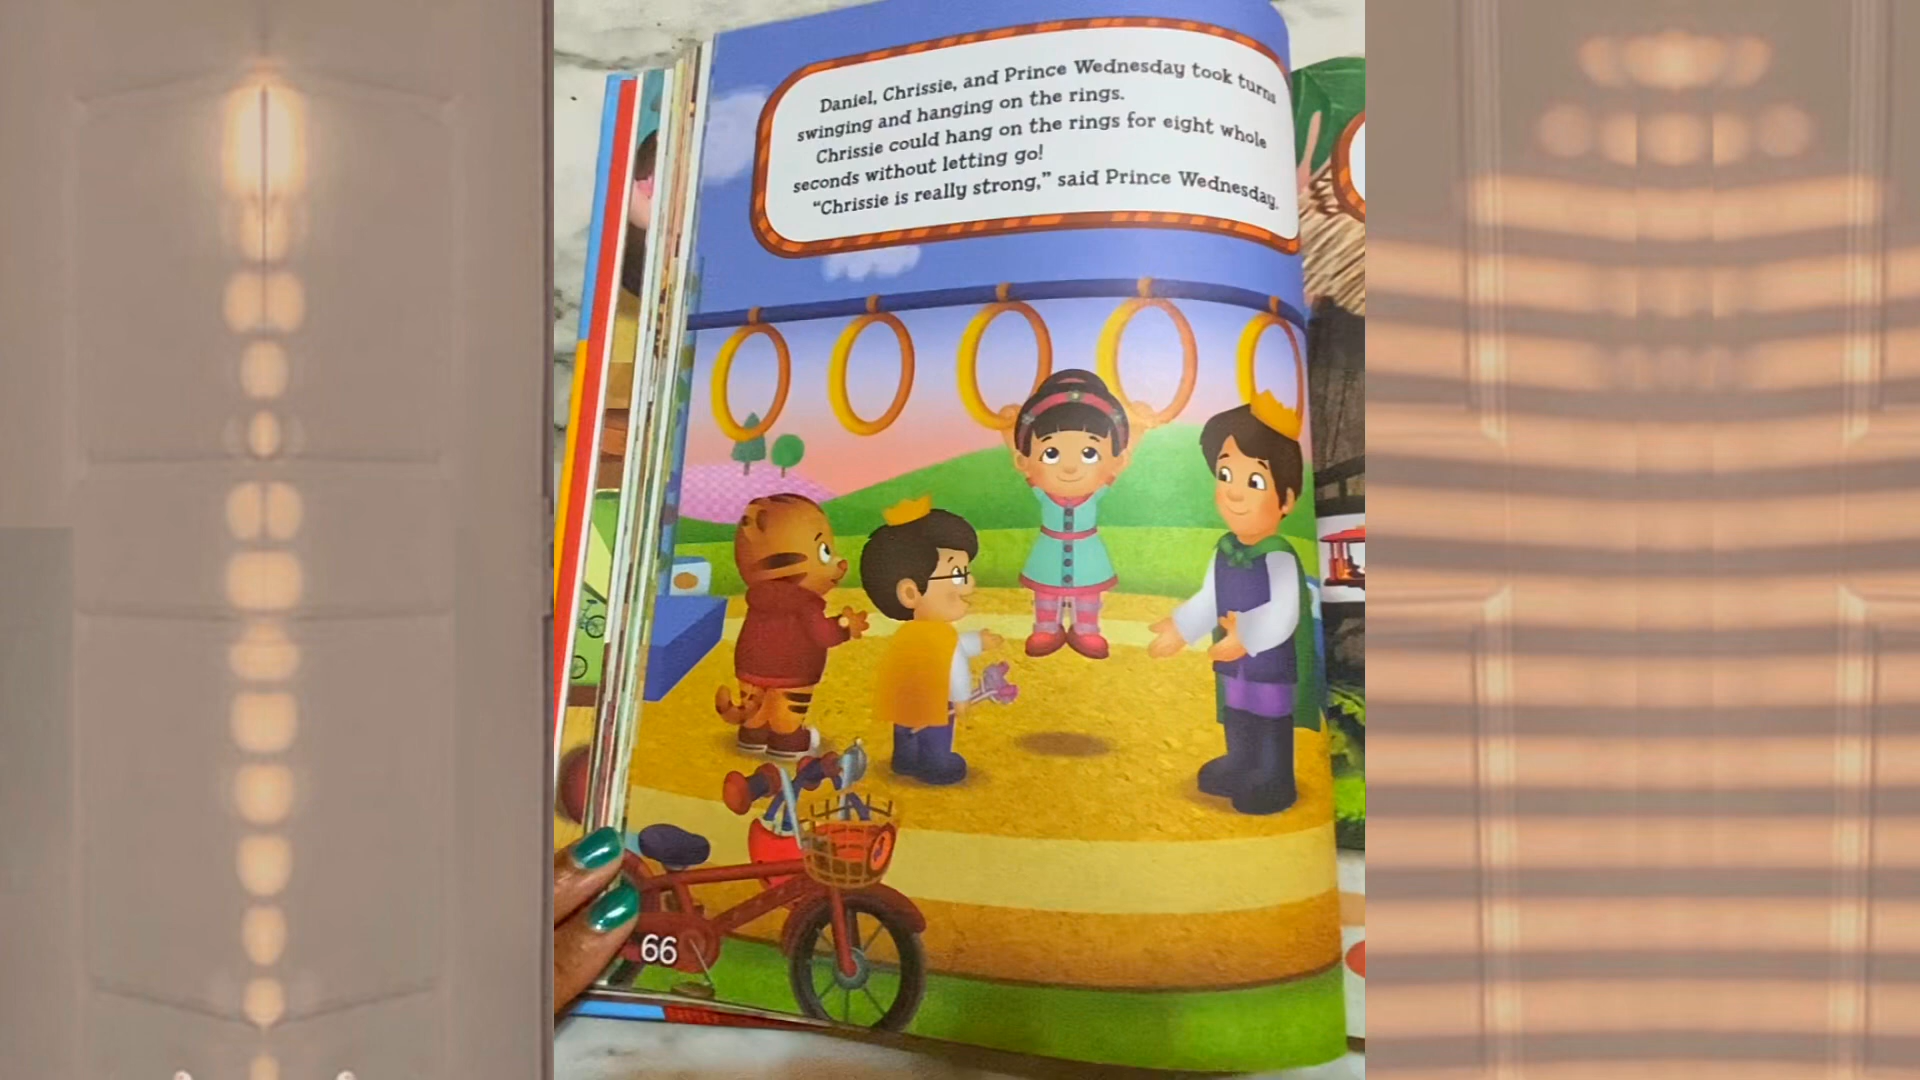 Daniel, Chrissie, and Prince Wednesday took turns
swinging and hanging on the rings.
Chrissie could hang on the rings for eight whole
seconds without letting go!
“Chrissie is really strong,” said Prince Wednesday.
66